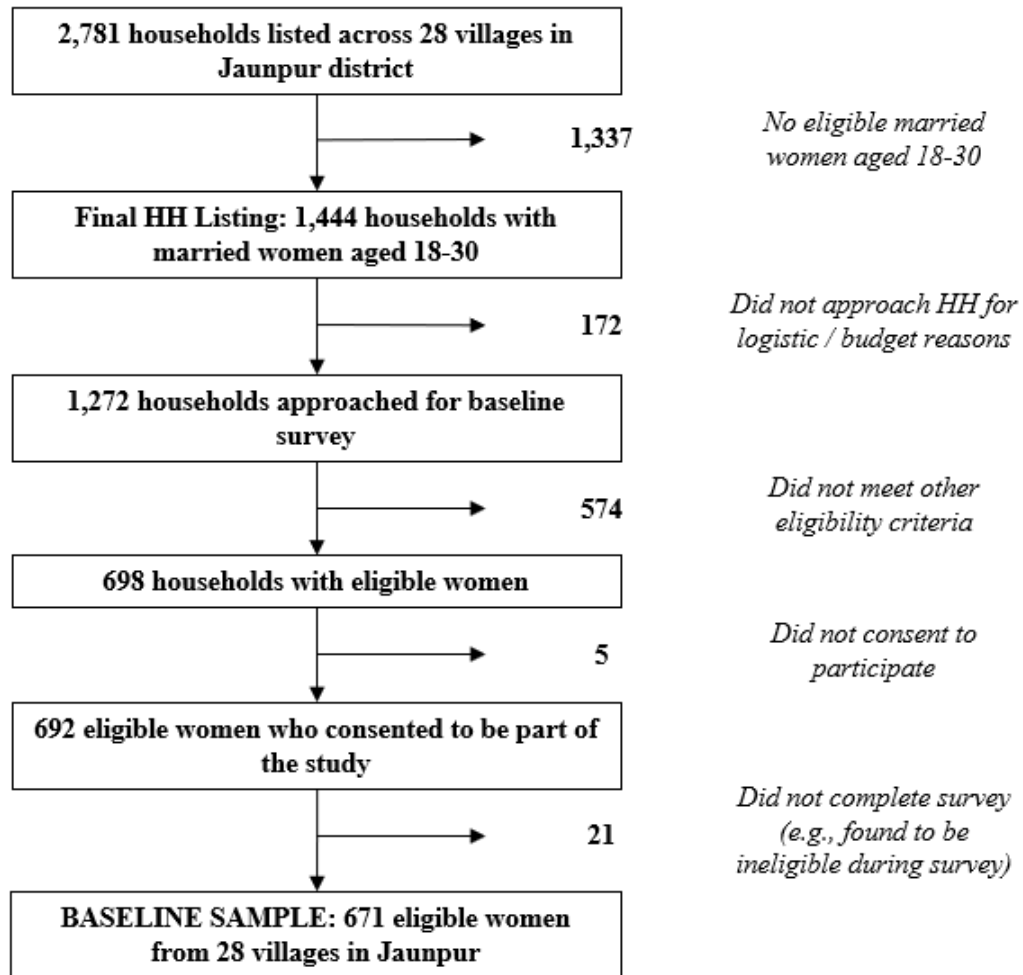 2,781 households listed across 28 villages in
Jaunpur district
1,337
No eligible married
women aged 18-30
Final HH Listing: 1,444 households with
married women aged 18-30
172
Did not approach HH for
logistic / budget reasons
1,272 households approached for baseline
survey
574
Did not meet other
eligibility criteria
698 households with eligible women
5
Did not consent to
participate
692 eligible women who consented to be part of
the study
21
Did not complete survey
(e.g., found to be
ineligible during survey)
BASELINE SAMPLE: 671 eligible women
from 28 villages in Jaunpur